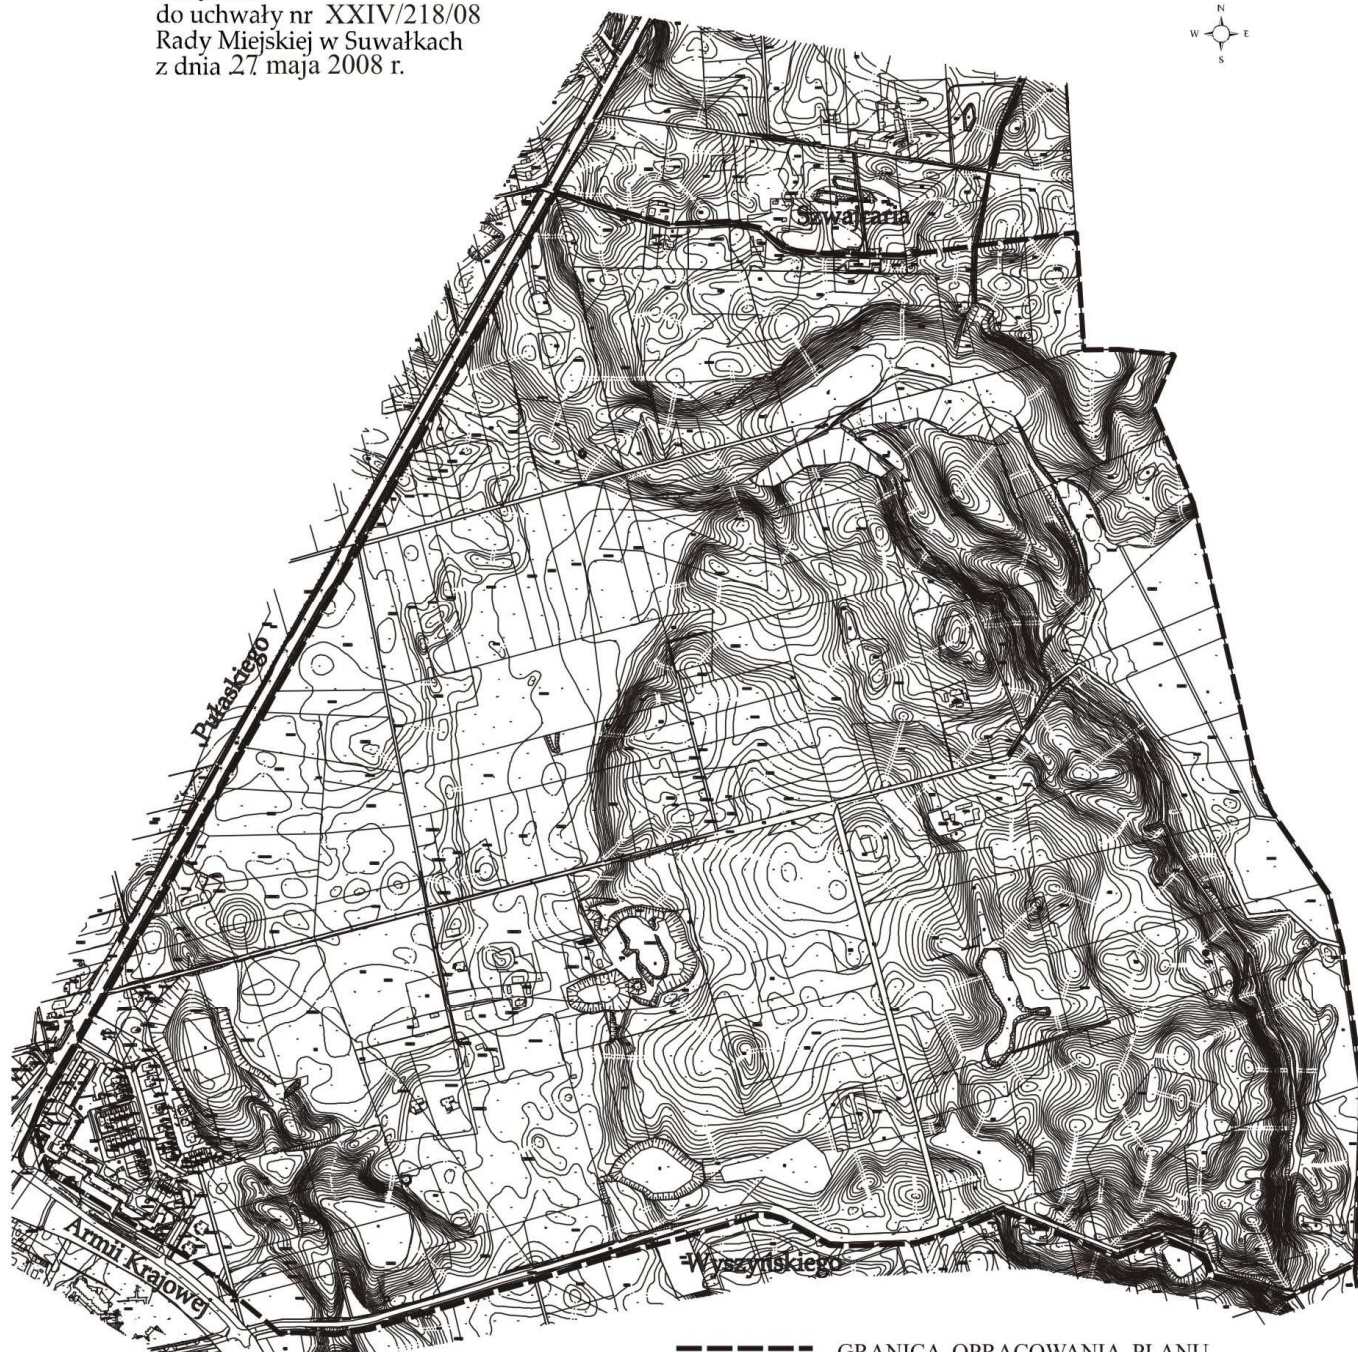 do uchwały nr XXIV/218/08
Rady Miejskiej w Suwałkach
z dnia 27. maja 2008 r.
N
W E
S
Szwajcaria
Pułaskiego
Armii Krajowej
Wyszyńskiego
GRANICA OPRACOWANIA PLANU